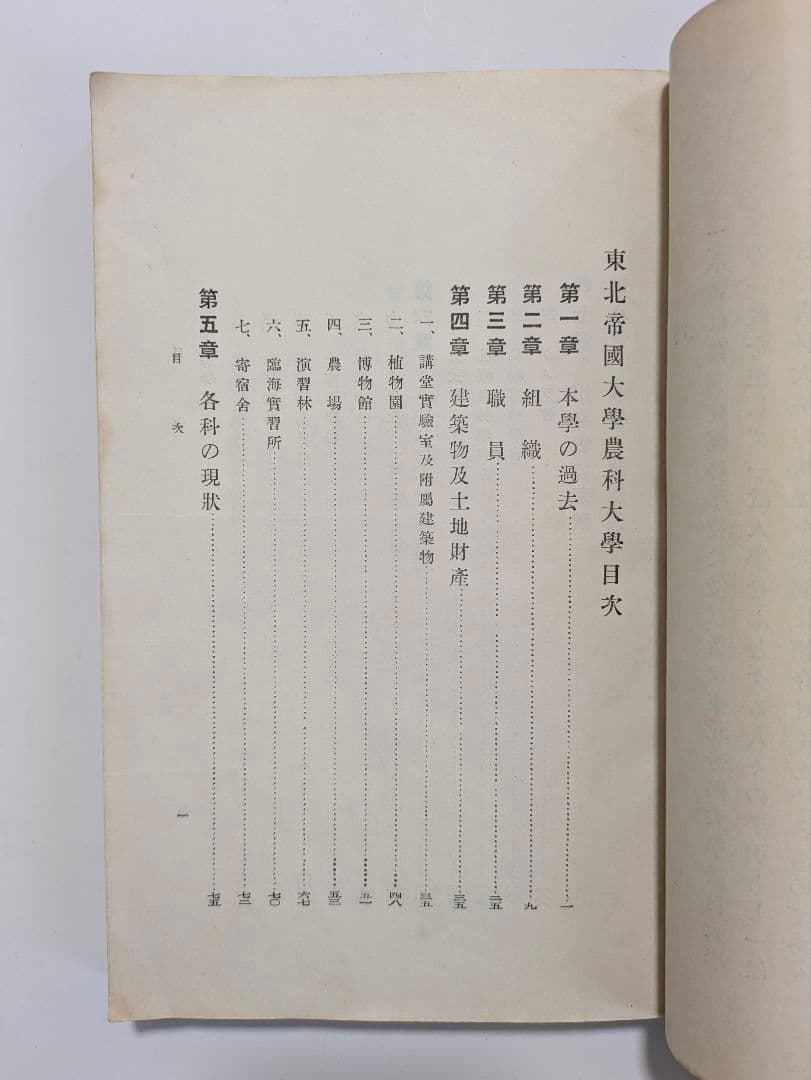 東北帝國大學農科大學目次
第一章 本學の過去………一
第二章 組織………九
第三章 職員………二五
第四章 建築物及土地財產………三五
一、講堂實驗室及附屬建築物………三五
二、植物園………四八
三、博物館………五一
四、農場………五三
五、演習林………六七
六、臨海實習所………七〇
七、寄宿舍………七二
第五章 各科の現狀………七五
目次
一